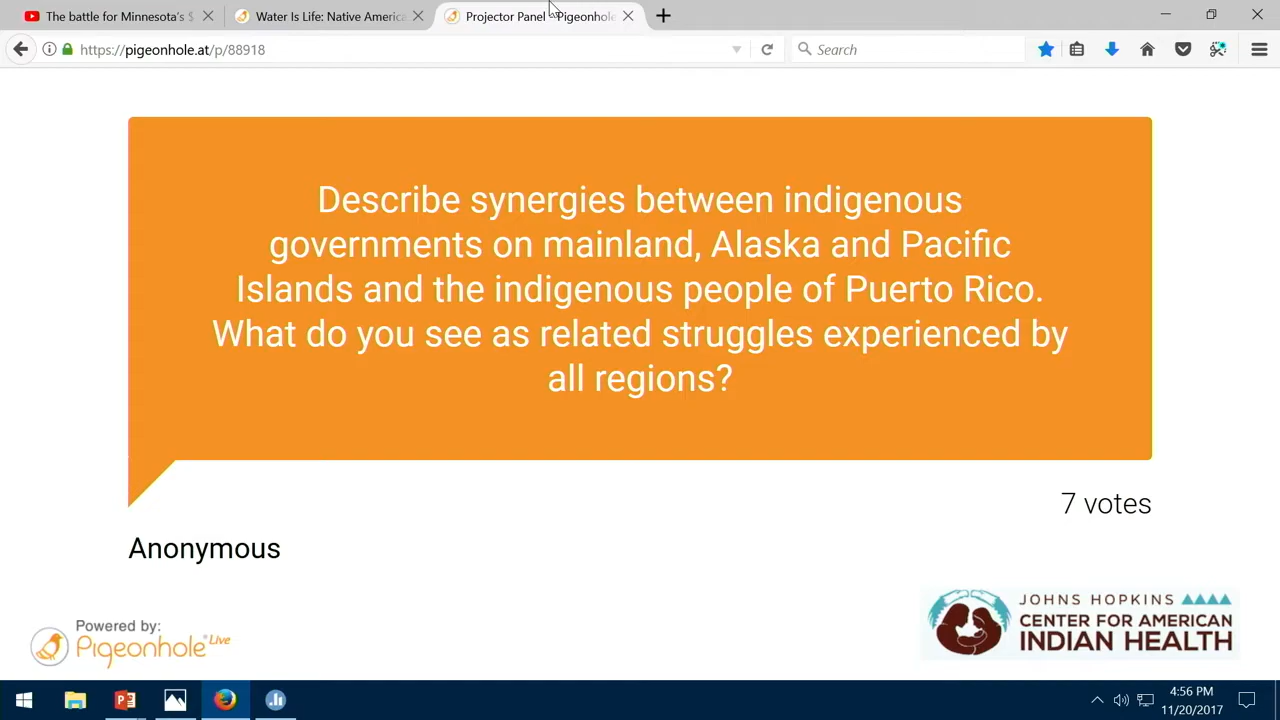 The battle for Minnesota's S
Water Is Life: Native America
Projector Panel - Pigeonhole
https://pigeonhole.at/p/88918
Search
Describe synergies between indigenous
governments on mainland, Alaska and Pacific
Islands and the indigenous people of Puerto Rico.
What do you see as related struggles experienced by
all regions?
7 votes
Anonymous
Powered by:
Pigeonhole Live
JOHNS HOPKINS
CENTER FOR AMERICAN
INDIAN HEALTH
4:56 PM
11/20/2017